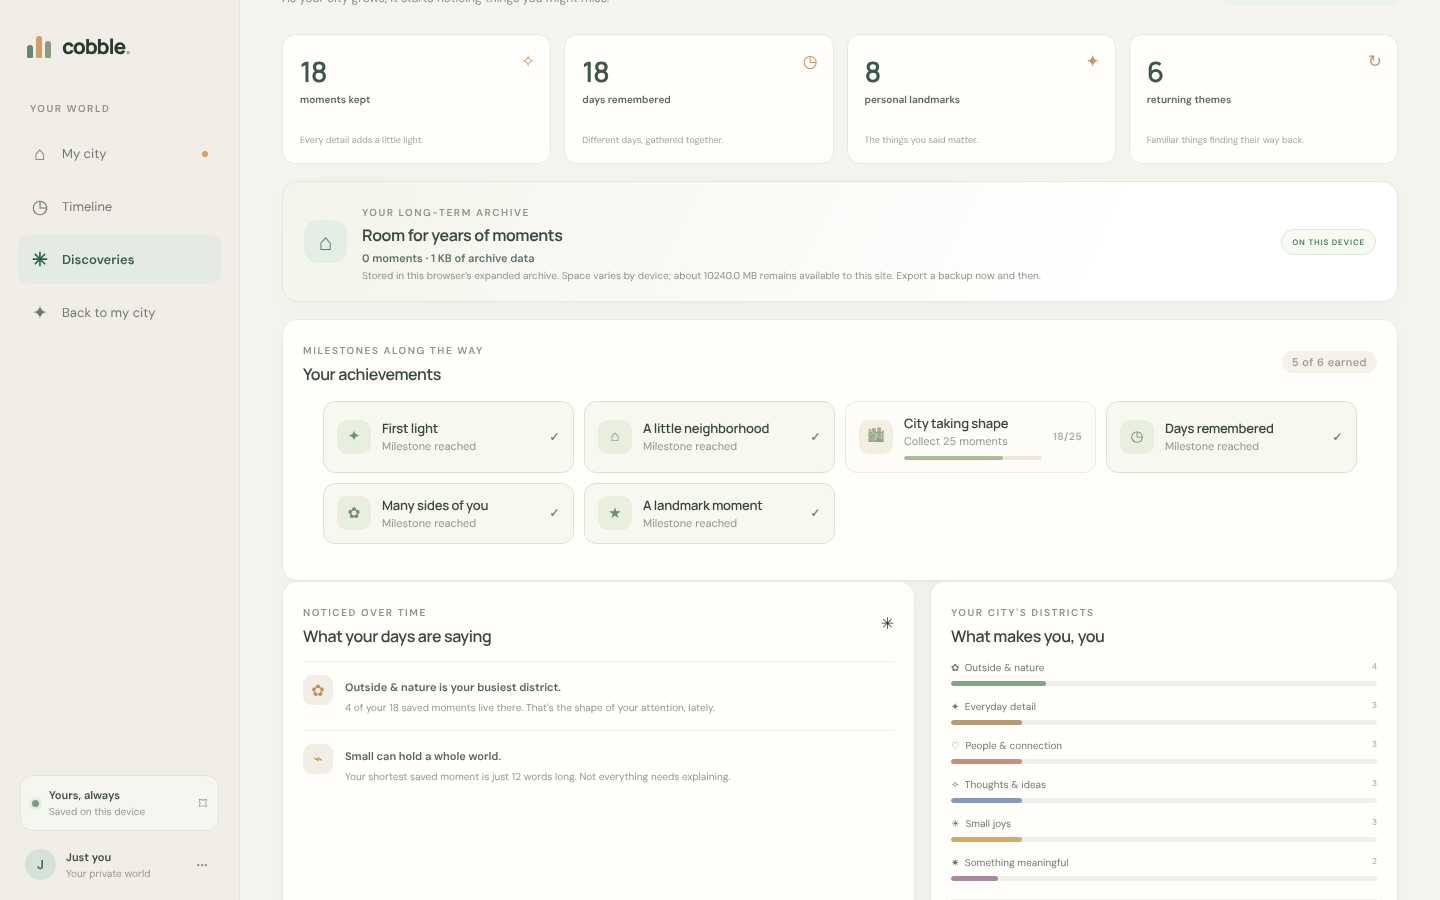 As your city grows, it starts noticing things you might miss.
cobble.
YOUR WORLD
My city
Timeline
Discoveries
Back to my city
Yours, always
Saved on this device
J
Just you
Your private world
18
moments kept
Every detail adds a little light.
18
days remembered
Different days, gathered together.
8
personal landmarks
The things you said matter.
6
returning themes
Familiar things finding their way back.
YOUR LONG-TERM ARCHIVE
Room for years of moments
0 moments · 1 KB of archive data
Stored in this browser's expanded archive. Space varies by device; about 10240.0 MB remains available to this site. Export a backup now and then.
ON THIS DEVICE
MILESTONES ALONG THE WAY
Your achievements
5 of 6 earned
First light
Milestone reached
A little neighborhood
Milestone reached
City taking shape
Collect 25 moments
18/25
Days remembered
Milestone reached
Many sides of you
Milestone reached
A landmark moment
Milestone reached
NOTICED OVER TIME
What your days are saying
Outside & nature is your busiest district.
4 of your 18 saved moments live there. That's the shape of your attention, lately.
Small can hold a whole world.
Your shortest saved moment is just 12 words long. Not everything needs explaining.
YOUR CITY'S DISTRICTS
What makes you, you
Outside & nature 4
Everyday detail 3
People & connection 3
Thoughts & ideas 3
Small joys 3
Something meaningful 2